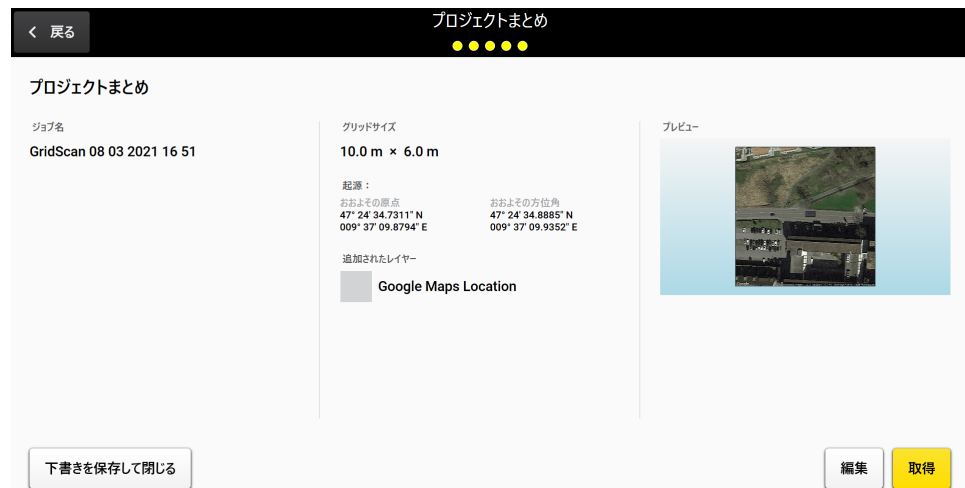 戻る
プロジェクトまとめ
プロジェクトまとめ
ジョブ名
GridScan 08 03 2021 16 51
グリッドサイズ
10.0 m × 6.0 m
起源：
おおよその原点
47° 24' 34.7311" N
009° 37' 09.8794" E
おおよその方位角
47° 24' 34.8885" N
009° 37' 09.9352" E
追加されたレイヤー
Google Maps Location
プレビュー
Google
下書きを保存して閉じる
編集
取得